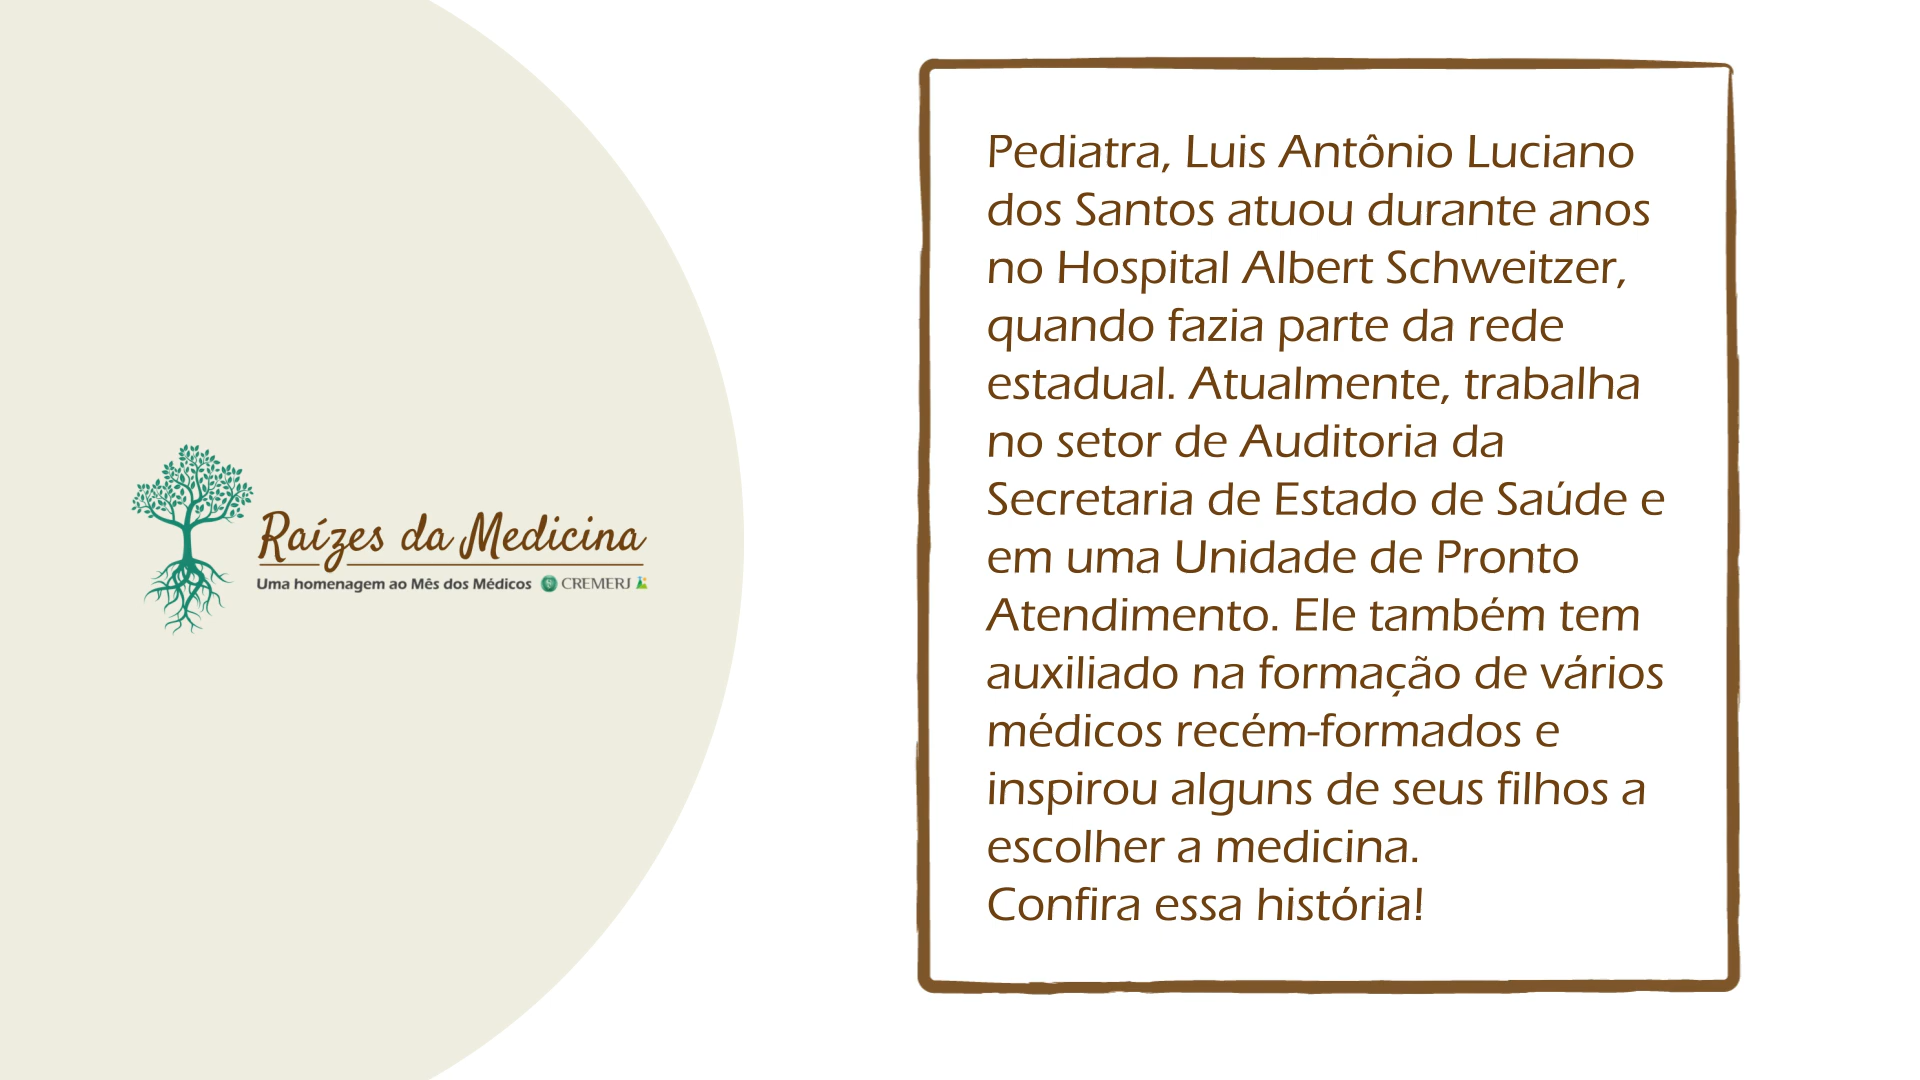 Raízes da Medicina
Uma homenagem ao Mês dos Médicos CREMERJ
Pediatra, Luis Antônio Luciano
dos Santos atuou durante anos
no Hospital Albert Schweitzer,
quando fazia parte da rede
estadual. Atualmente, trabalha
no setor de Auditoria da
Secretaria de Estado de Saúde e
em uma Unidade de Pronto
Atendimento. Ele também tem
auxiliado na formação de vários
médicos recém-formados e
inspirou alguns de seus filhos a
escolher a medicina.
Confira essa história!